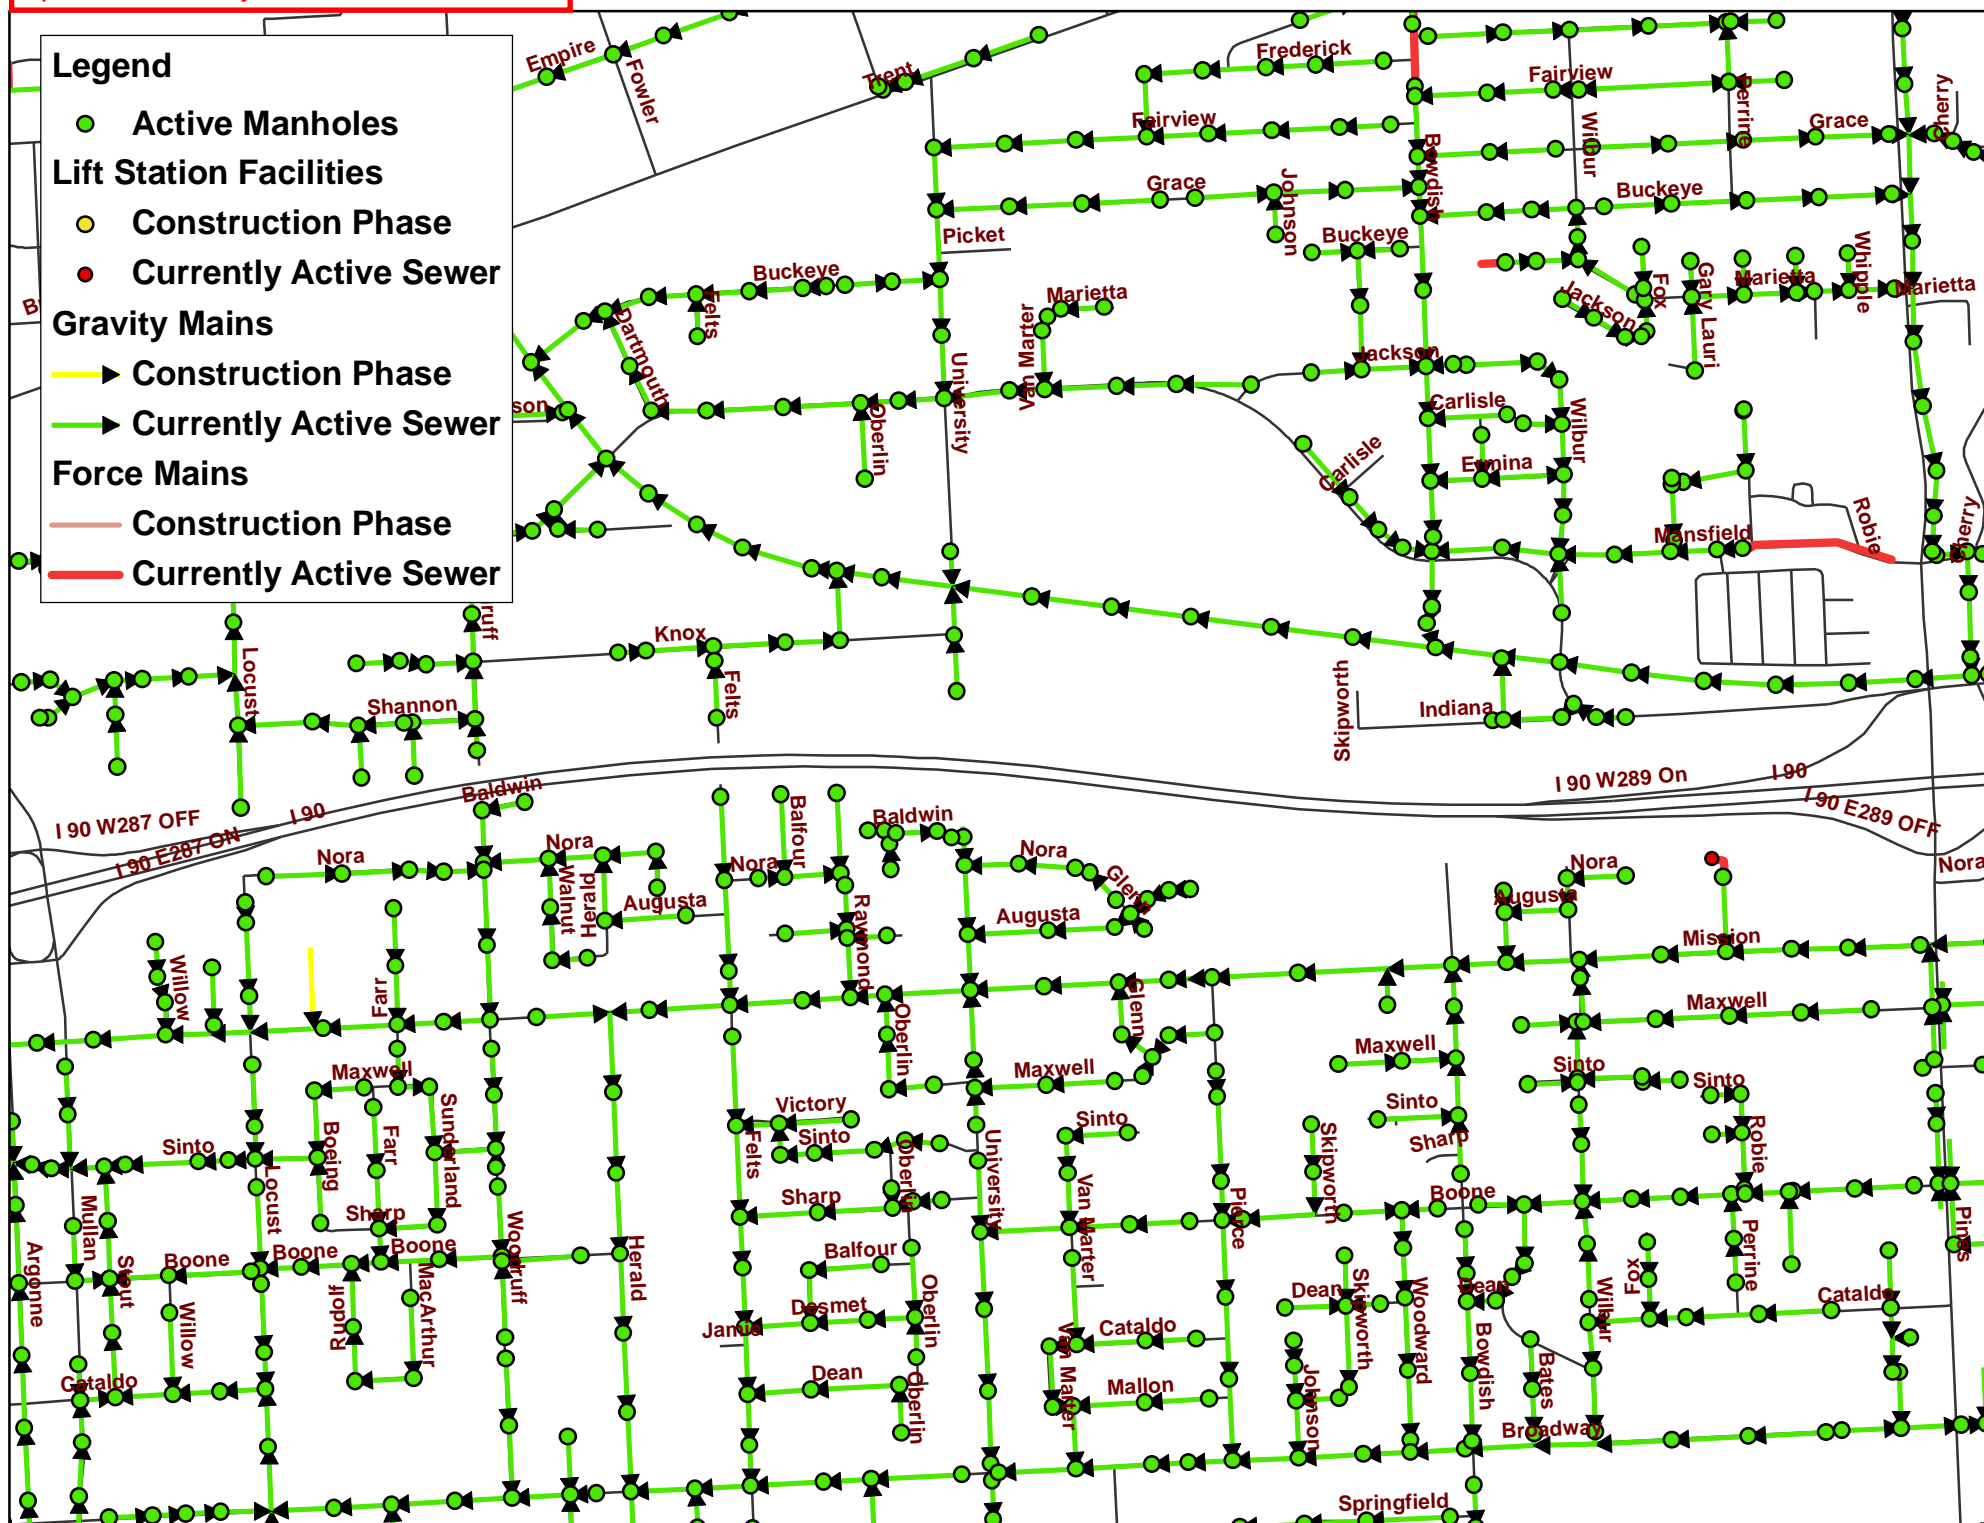 Legend
Active Manholes
Lift Station Facilities
Construction Phase
Currently Active Sewer
Gravity Mains
Construction Phase
Currently Active Sewer
Force Mains
Construction Phase
Currently Active Sewer
Empire
Fowler
Trent
Frederick
Fairview
Fairview
Perrine
Cherry
Grace
Wilbur
Bowdish
Grace
Johnson
Buckeye
Picket
Buckeye
Buckeye
Felts
Dartmouth
Marietta
Van Marter
University
Jackson
Fox
Gary Lauri
Marietta
Whipple
Marietta
Jackson
son
Oberlin
Carlisle
Wilbur
Carlisle
Ermina
Mansfield
Robie
Cherry
ruff
Knox
Locust
Shannon
Felts
Skipworth
Indiana
I 90 W287 OFF
I 90 E287 ON
I 90
Baldwin
I 90 W289 On
I 90
I 90 E289 OFF
Nora
Nora
Walnut
Herald
Augusta
Nora
Balfour
Baldwin
Raymond
Nora
Glenn
Augusta
Nora
Augusta
Nora
Mission
Willow
Farr
Oberlin
Glenn
Maxwell
Maxwell
Maxwell
Maxwell
Sinto
Sinto
Sinto
Boeing
Farr
Sunderland
Victory
Sinto
Felts
Oberlin
University
Sinto
Van Marter
Skipworth
Sinto
Sharp
Robie
Locust
Mullan
Sharp
Sharp
Boone
Pierce
Pines
Argonne
Stout
Boone
Boone
Boone
Woodruff
Herald
Balfour
Oberlin
Perrine
Fox
Willow
Rudolf
MacArthur
Desmet
Jamie
Dean
Skipworth
Woodward
Dean
Wilbur
Cataldo
Cataldo
Cataldo
Van Marter
Dean
Oberlin
Mallon
Johnson
Bowdish
Bates
Broadway
Springfield